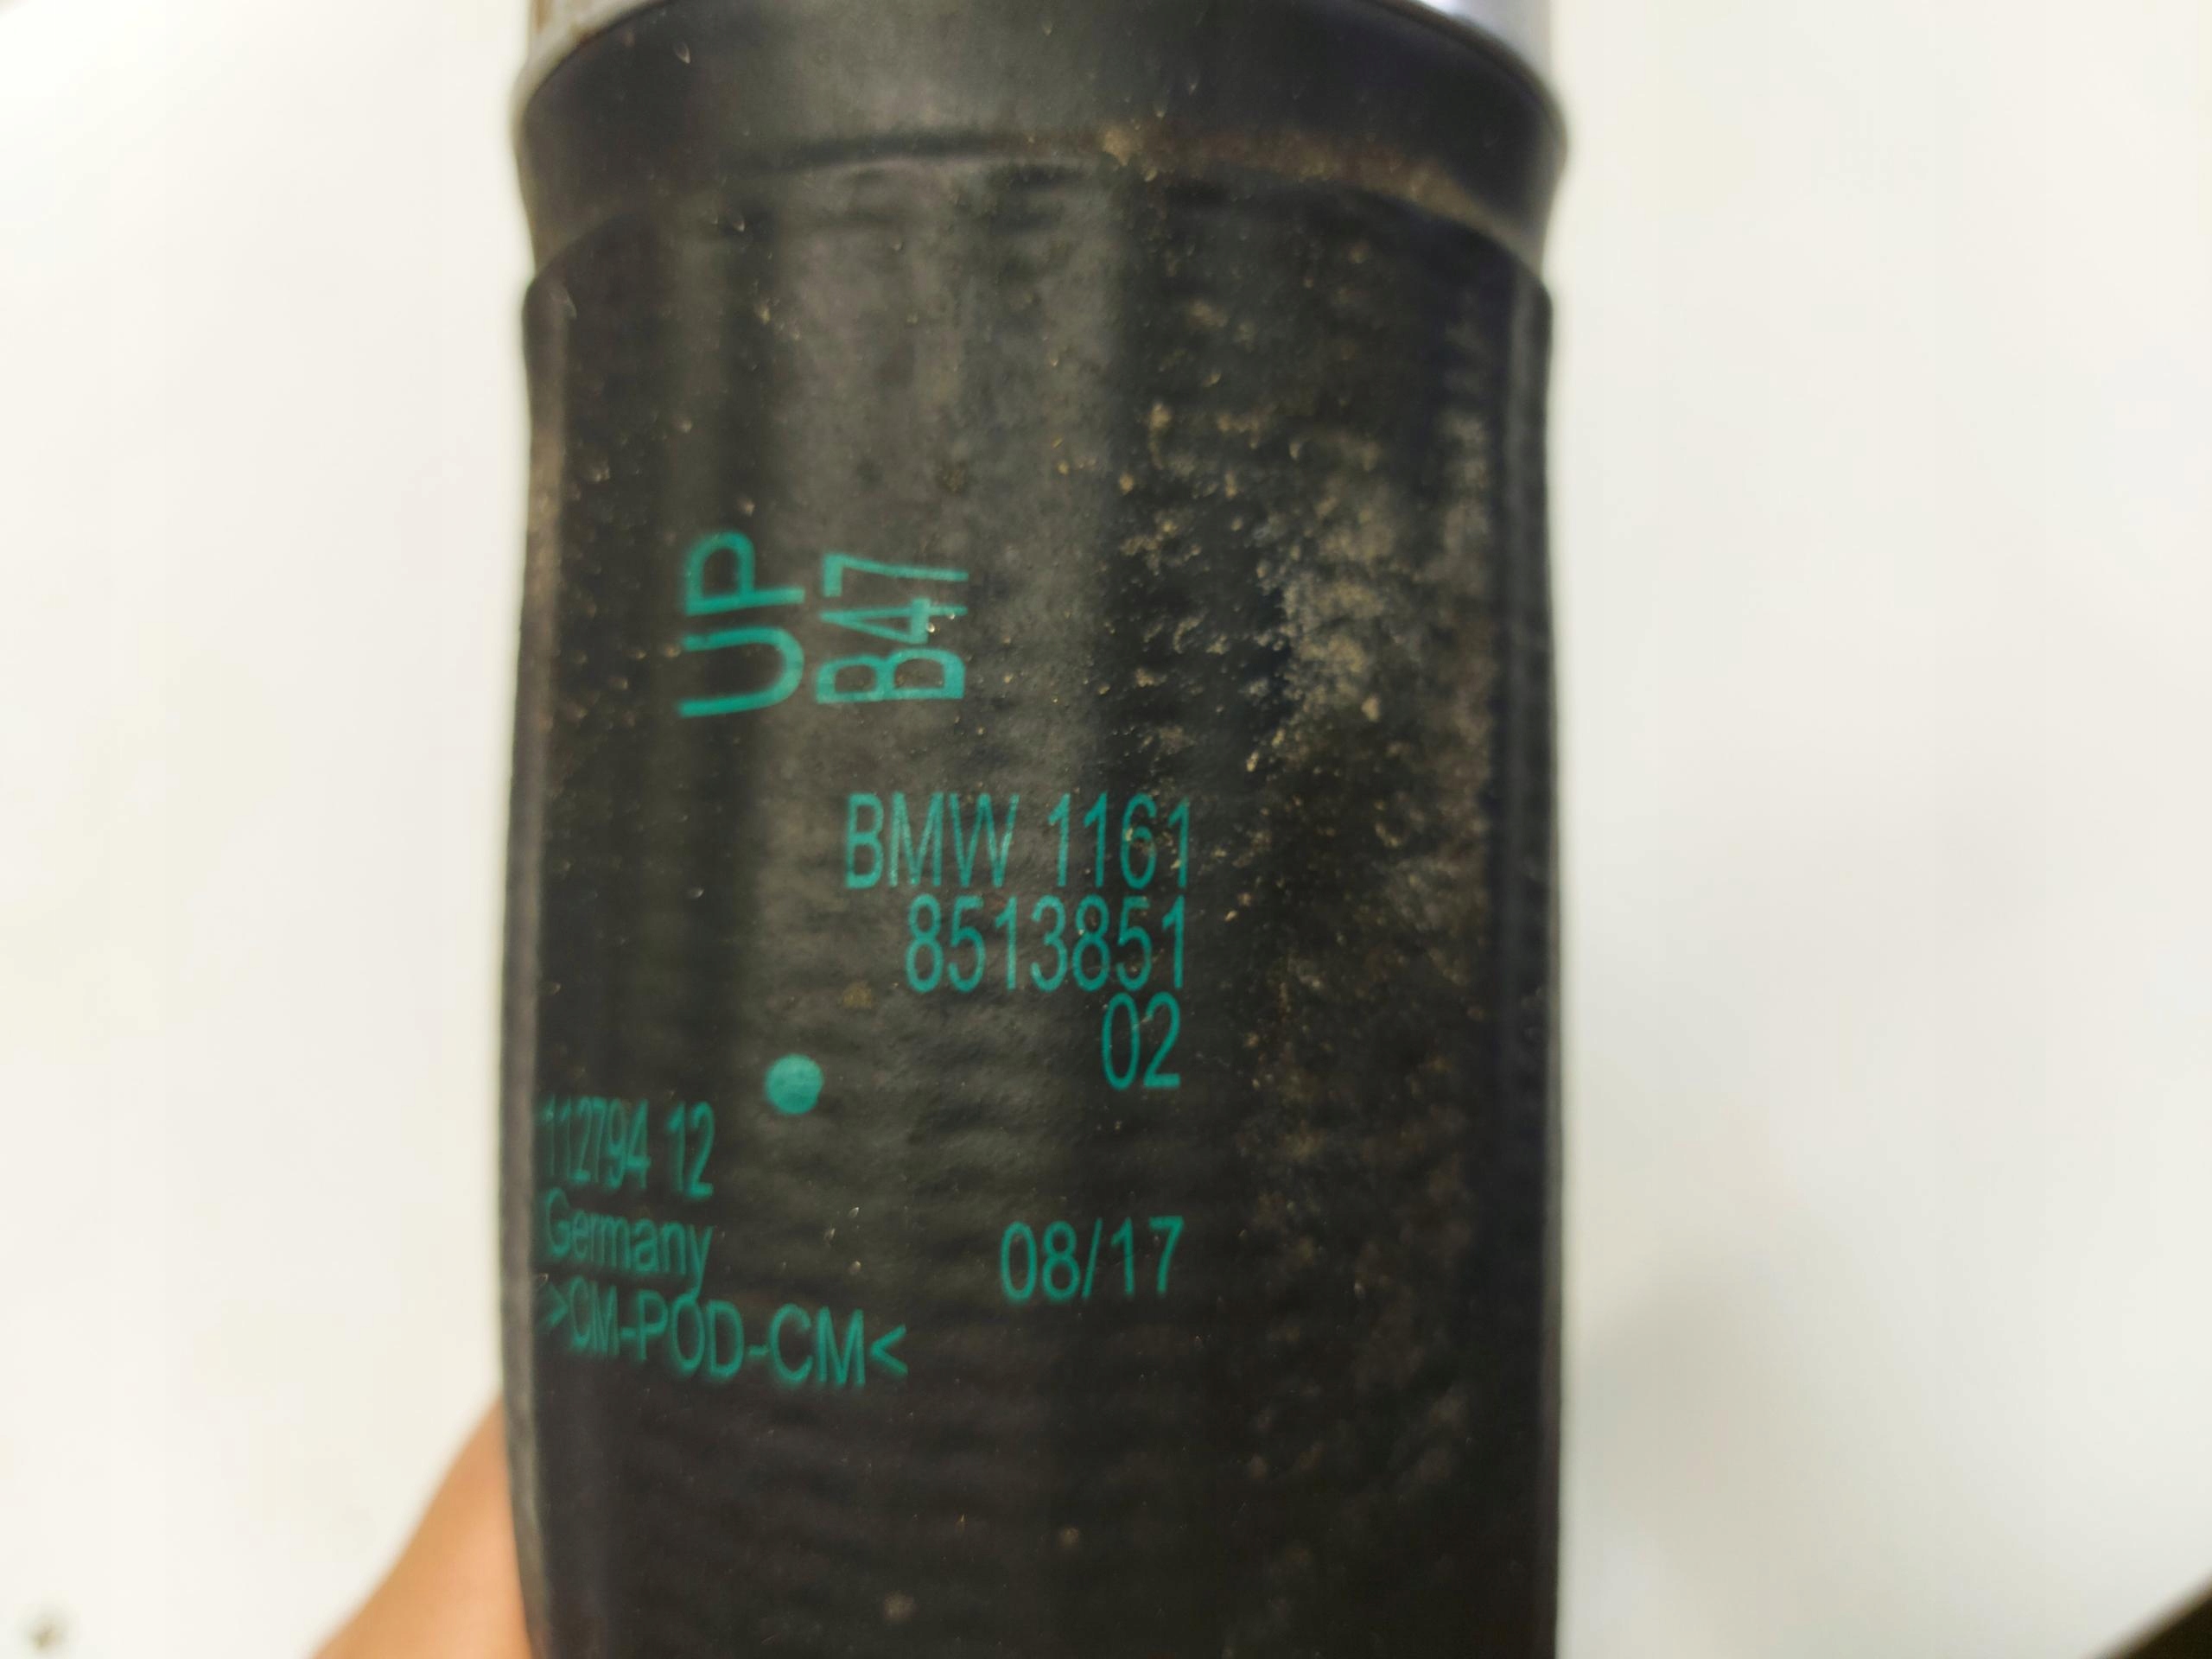 UP
B47
BMW 1161
8513851
02
112794 12
Germany
08/17
>CM-POD-CM<